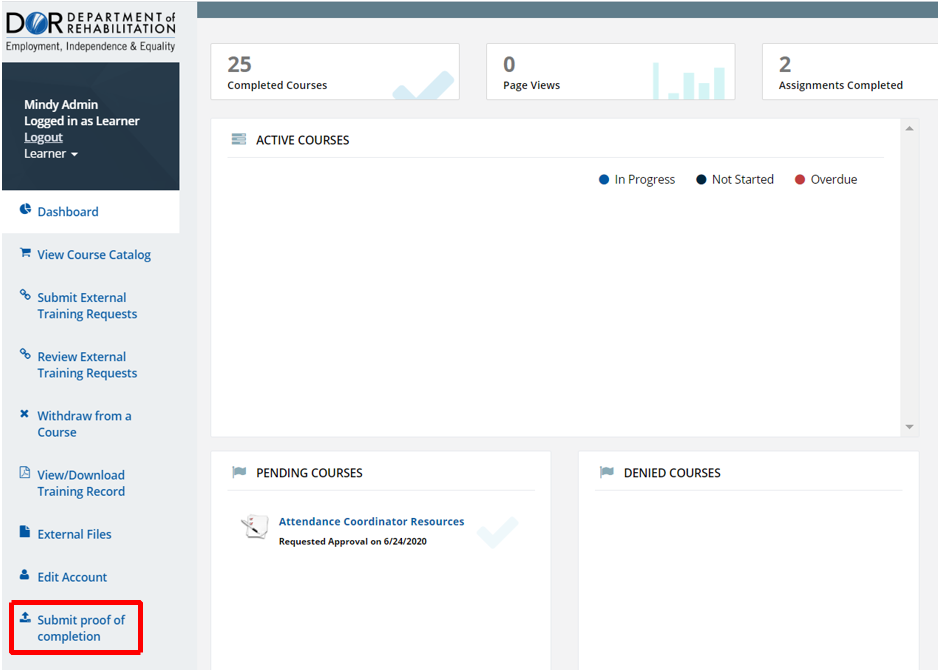 DOR DEPARTMENT of
REHABILITATION
Employment, Independence & Equality
Mindy Admin
Logged in as Learner
Logout
Learner
Dashboard
View Course Catalog
Submit External
Training Requests
Review External
Training Requests
Withdraw from a
Course
View/Download
Training Record
External Files
Edit Account
Submit proof of
completion
25
Completed Courses
0
Page Views
2
Assignments Completed
ACTIVE COURSES
In Progress Not Started Overdue
PENDING COURSES
Attendance Coordinator Resources
Requested Approval on 6/24/2020
DENIED COURSES